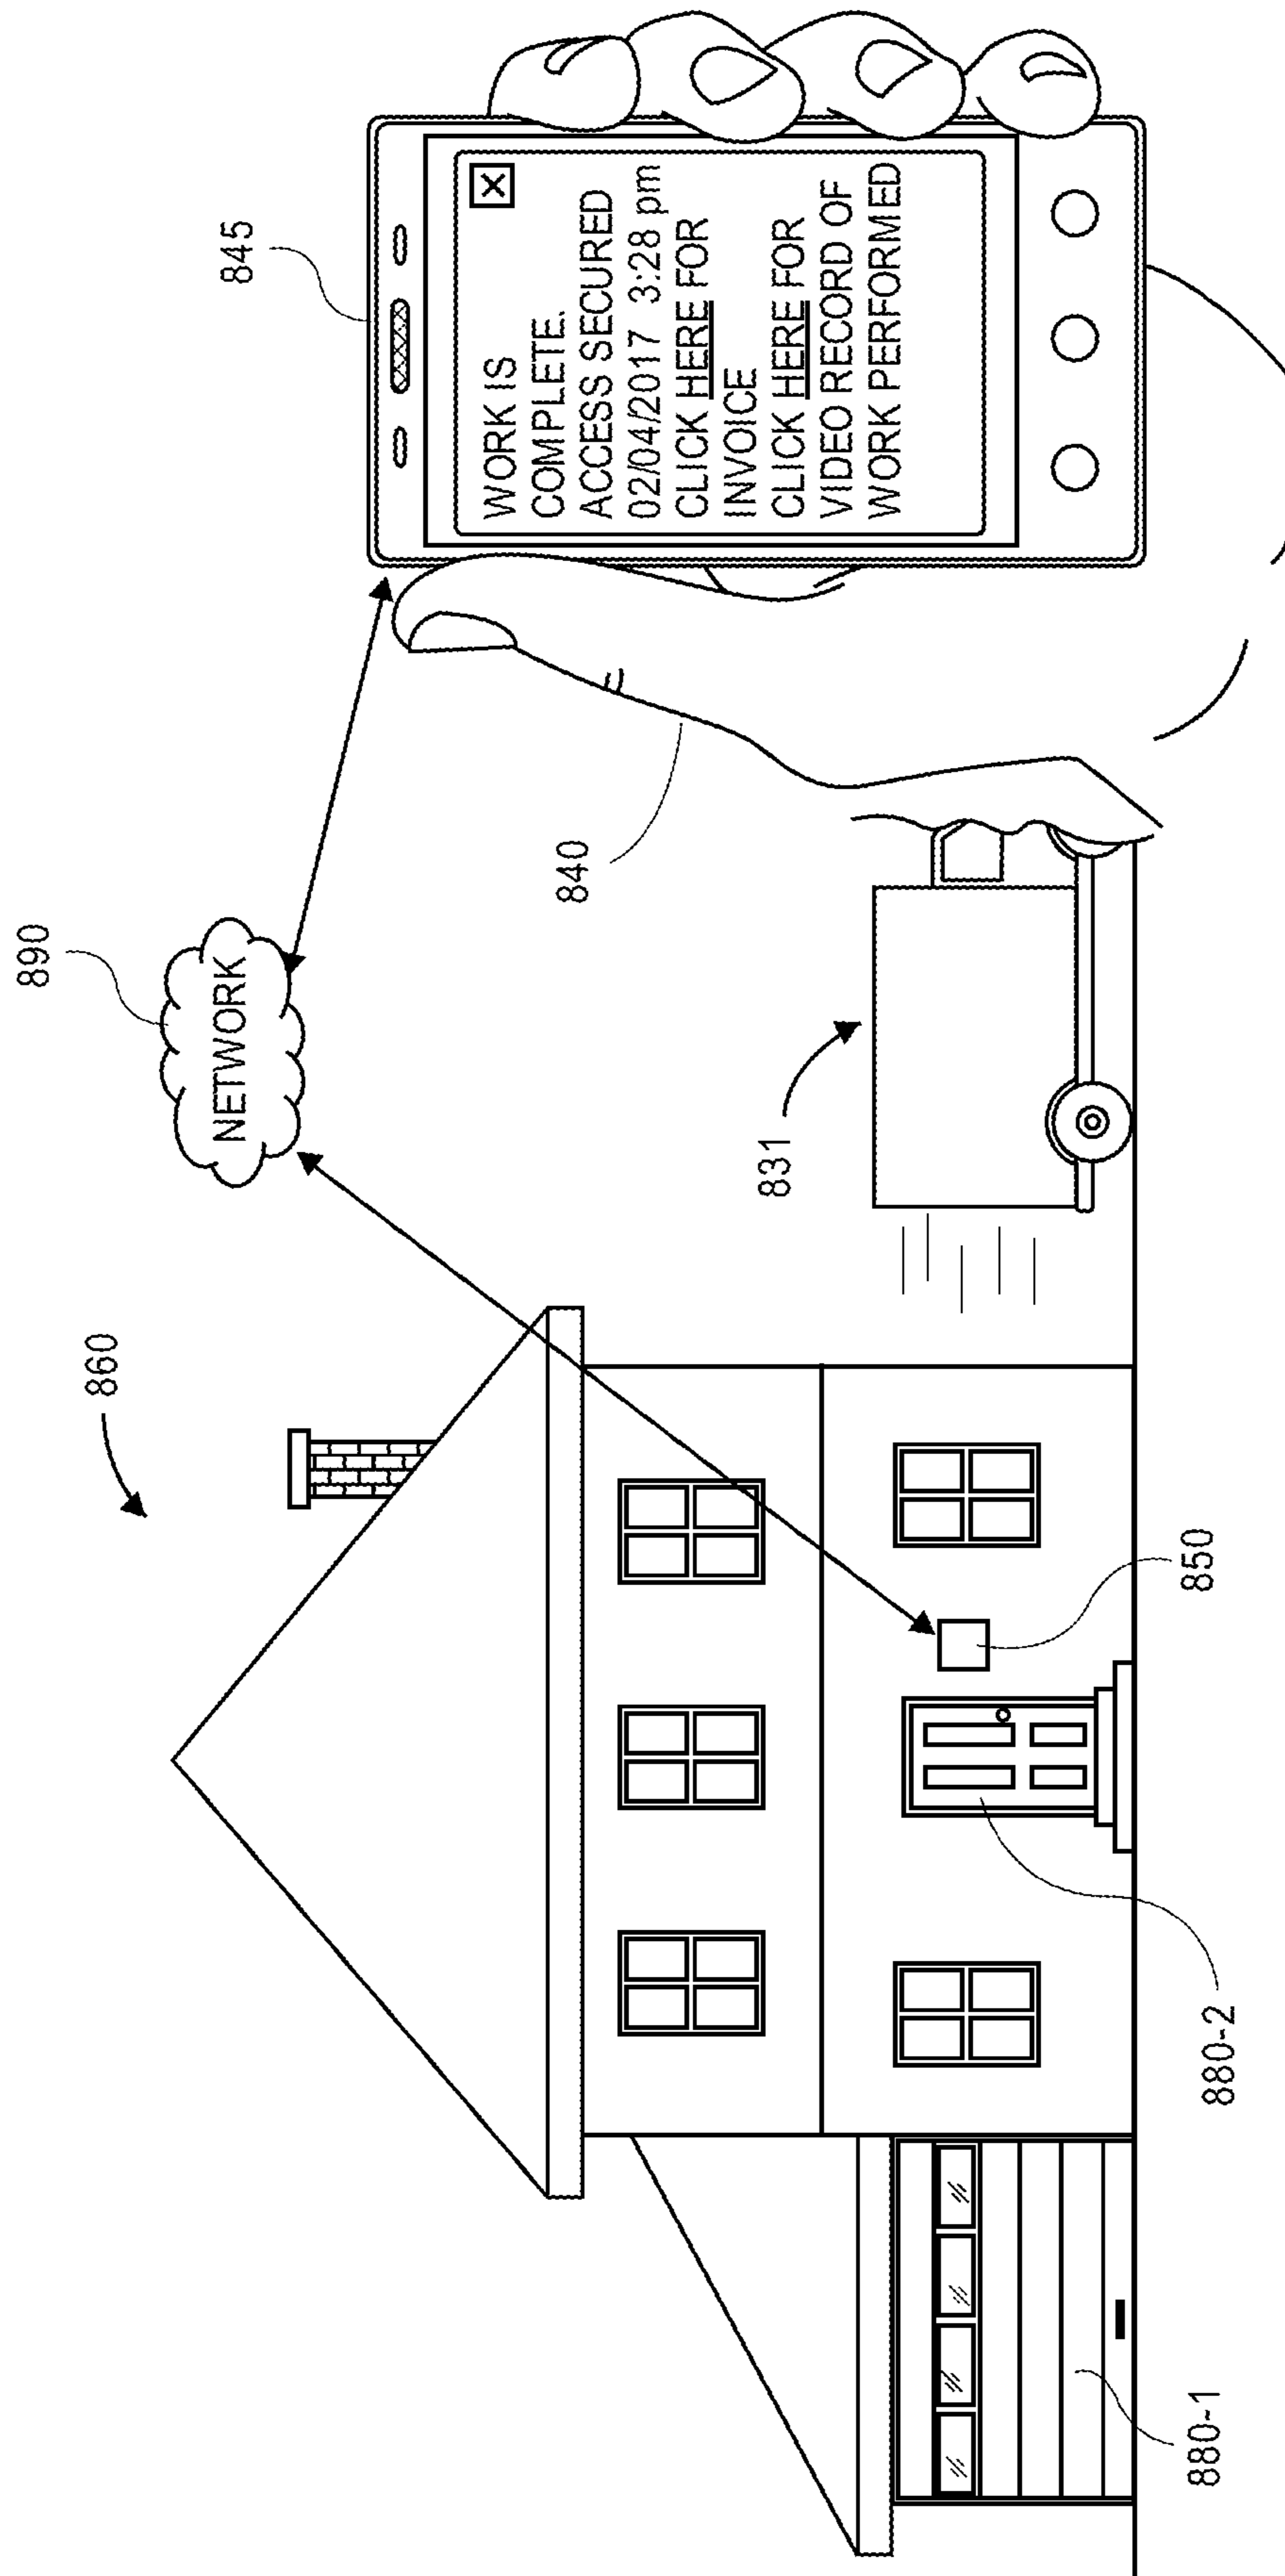 890
NETWORK
845
860
WORK IS
COMPLETE.
ACCESS SECURED
02/04/2017 3:28 pm
CLICK HERE FOR
INVOICE
CLICK HERE FOR
VIDEO RECORD OF
WORK PERFORMED
840
831
850
880-2
880-1